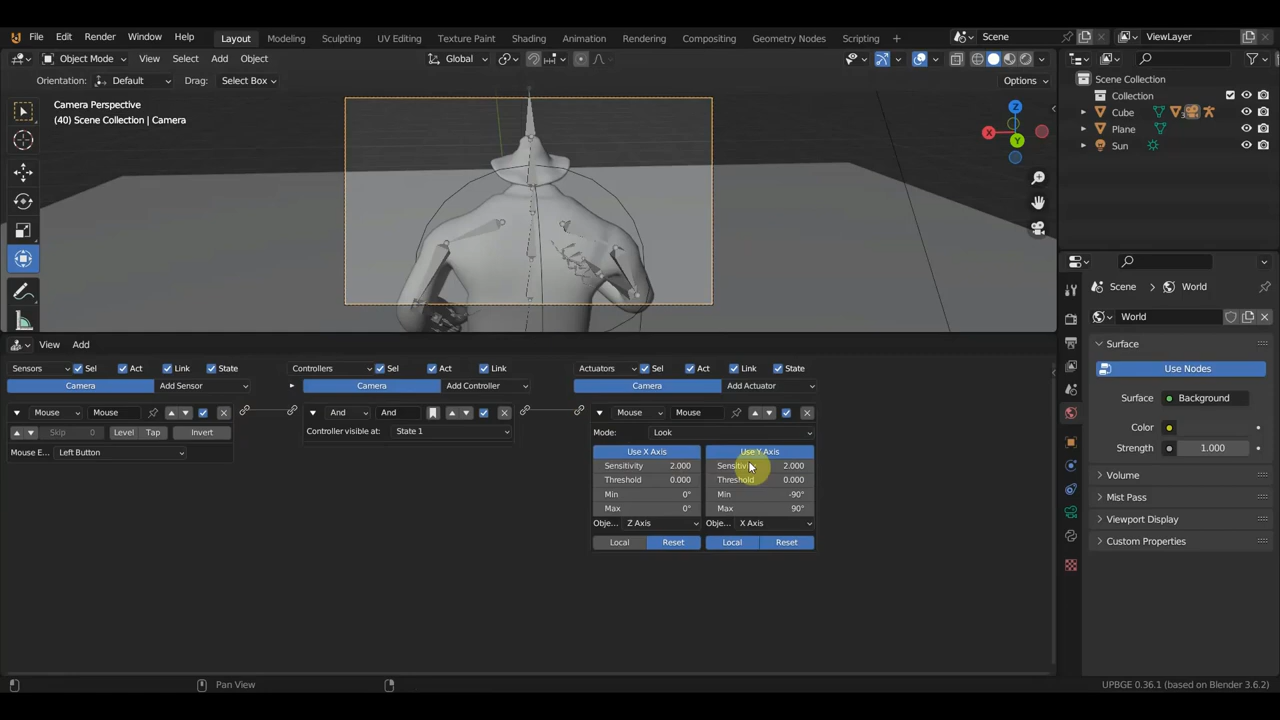 File Edit Render Window Help Layout Modeling Sculpting UV Editing Texture Paint Shading Animation Rendering Compositing Geometry Nodes Scripting + Scene ViewLayer
Object Mode View Select Add Object Global Options
Orientation: Default Drag: Select Box
Camera Perspective
(40) Scene Collection | Camera
Z
X
Y
Scene Collection
Collection
Cube
Plane
Sun
Scene World
World
Surface
Use Nodes
Surface Background
Color
Strength 1.000
Volume
Mist Pass
Viewport Display
Custom Properties
View Add
Sensors Sel Act Link State Controllers Sel Act Link Actuators Sel Act Link State
Camera Add Sensor Camera Add Controller Camera Add Actuator
Mouse Mouse And And Mouse Mouse
Skip 0 Level Tap Invert Controller visible at: State 1 Mode: Look
Mouse E... Left Button
Use X Axis Use Y Axis
Sensitivity 2.000 Sensitivity 2.000
Threshold 0.000 Threshold 0.000
Min 0° Min -90°
Max 0° Max 90°
Obje... Z Axis Obje... X Axis
Local Reset Local Reset
Pan View UPBGE 0.36.1 (based on Blender 3.6.2)